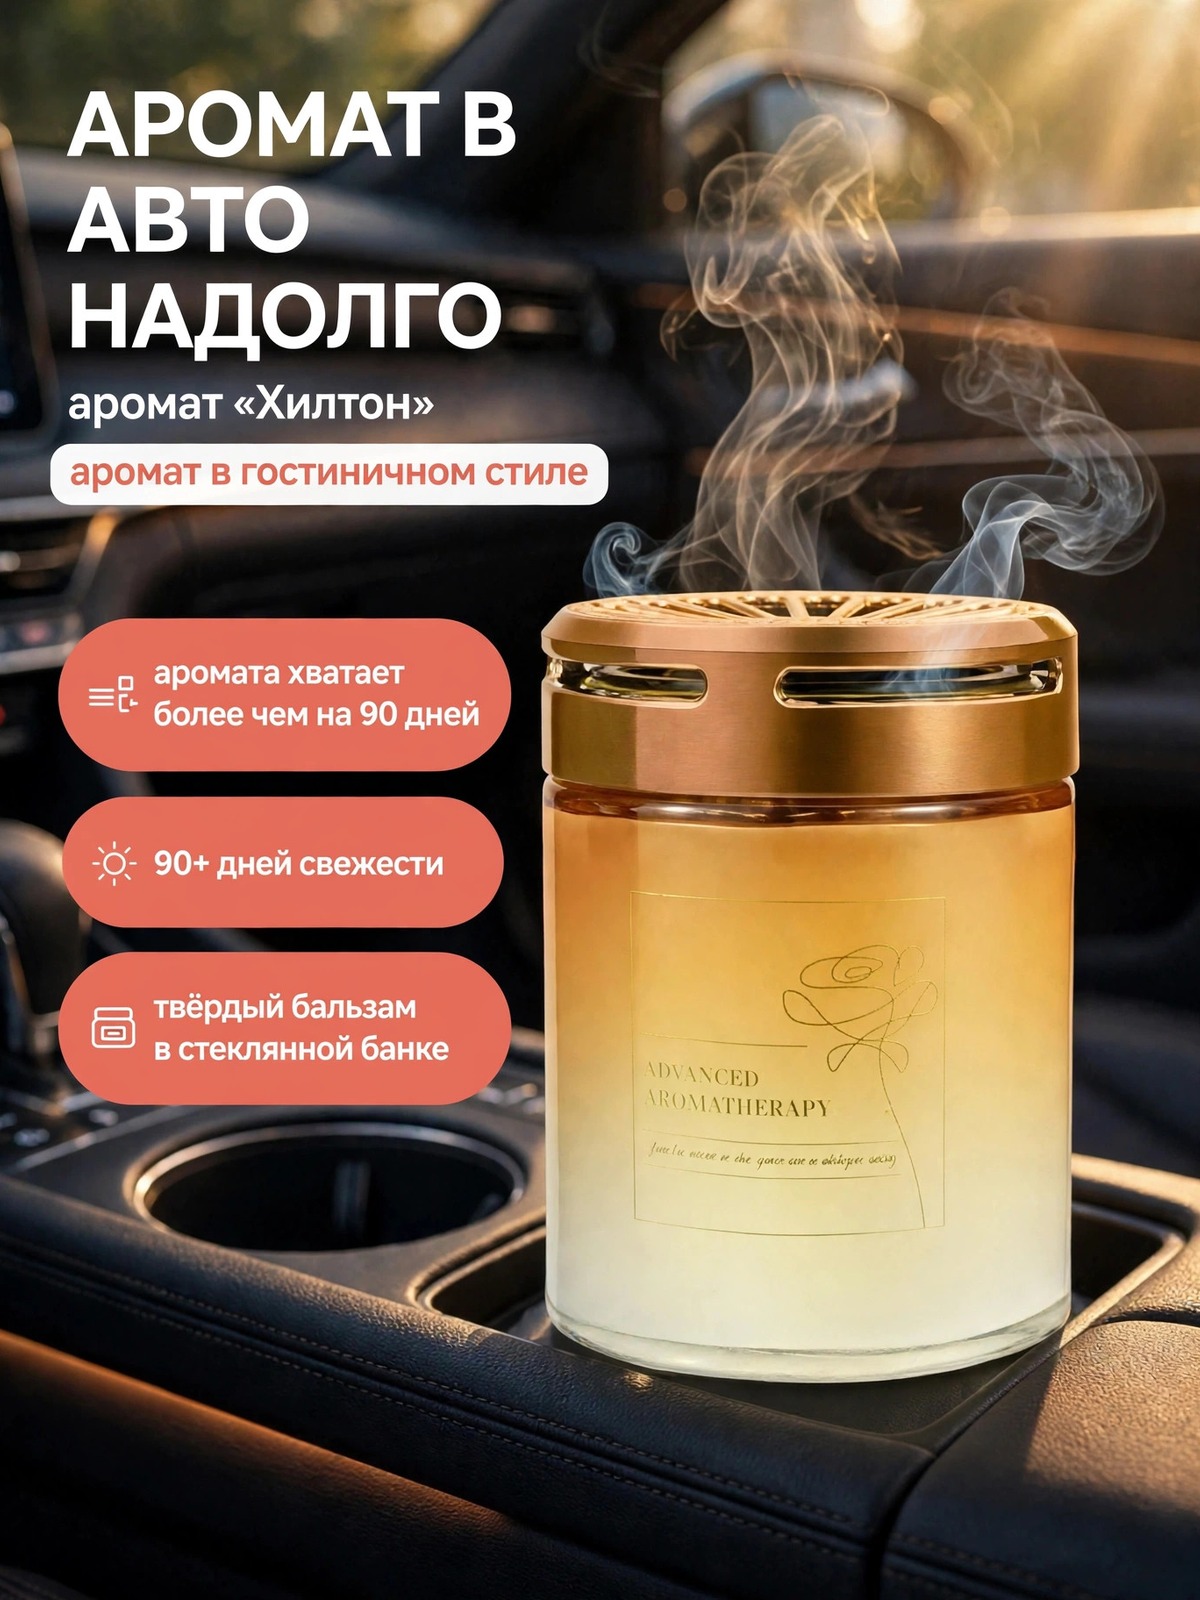 АРОМАТ В
АВТО
НАДОЛГО
аромат «Хилтон»
аромат в гостиничном стиле
аромата хватает
более чем на 90 дней
90+ дней свежести
твёрдый бальзам
в стеклянной банке
ADVANCED
AROMATHERAPY